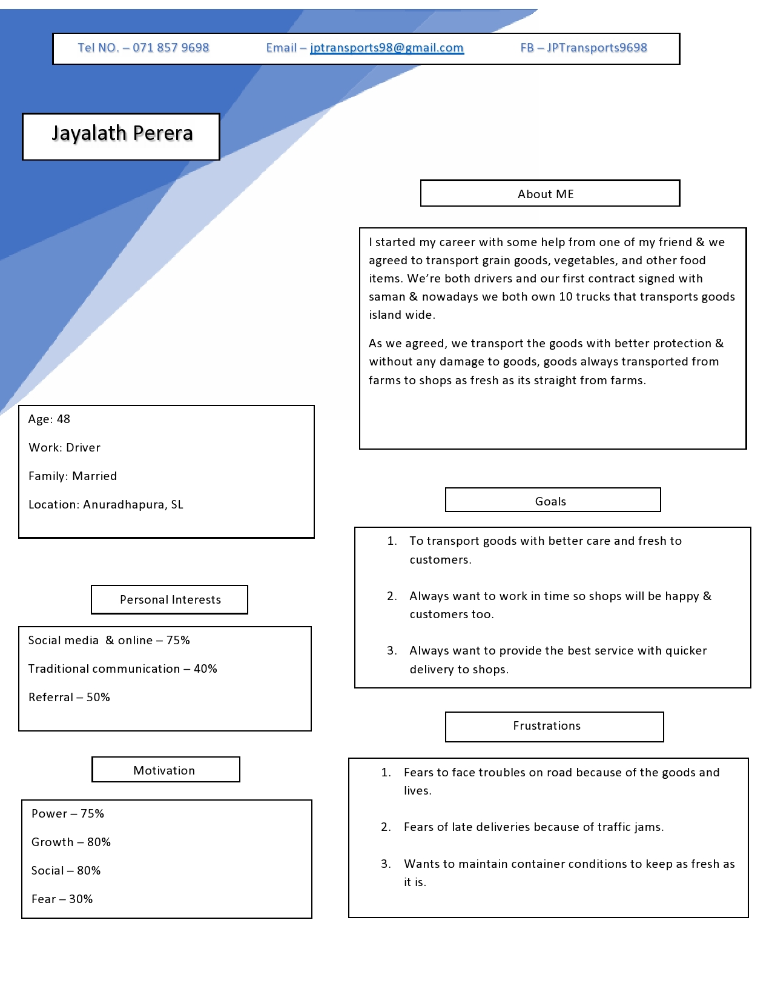 Tel NO. – 071 857 9698 Email – jptransports98@gmail.com FB – JPTransports9698
Jayalath Perera
About ME
I started my career with some help from one of my friend & we
agreed to transport grain goods, vegetables, and other food
items. We’re both drivers and our first contract signed with
saman & nowadays we both own 10 trucks that transports goods
island wide.
As we agreed, we transport the goods with better protection &
without any damage to goods, goods always transported from
farms to shops as fresh as its straight from farms.
Age: 48
Work: Driver
Family: Married
Location: Anuradhapura, SL
Goals
1. To transport goods with better care and fresh to
customers.
2. Always want to work in time so shops will be happy &
customers too.
3. Always want to provide the best service with quicker
delivery to shops.
Personal Interests
Social media  & online – 75%
Traditional communication – 40%
Referral – 50%
Frustrations
1. Fears to face troubles on road because of the goods and
lives.
2. Fears of late deliveries because of traffic jams.
3. Wants to maintain container conditions to keep as fresh as
it is.
Motivation
Power – 75%
Growth – 80%
Social – 80%
Fear – 30%